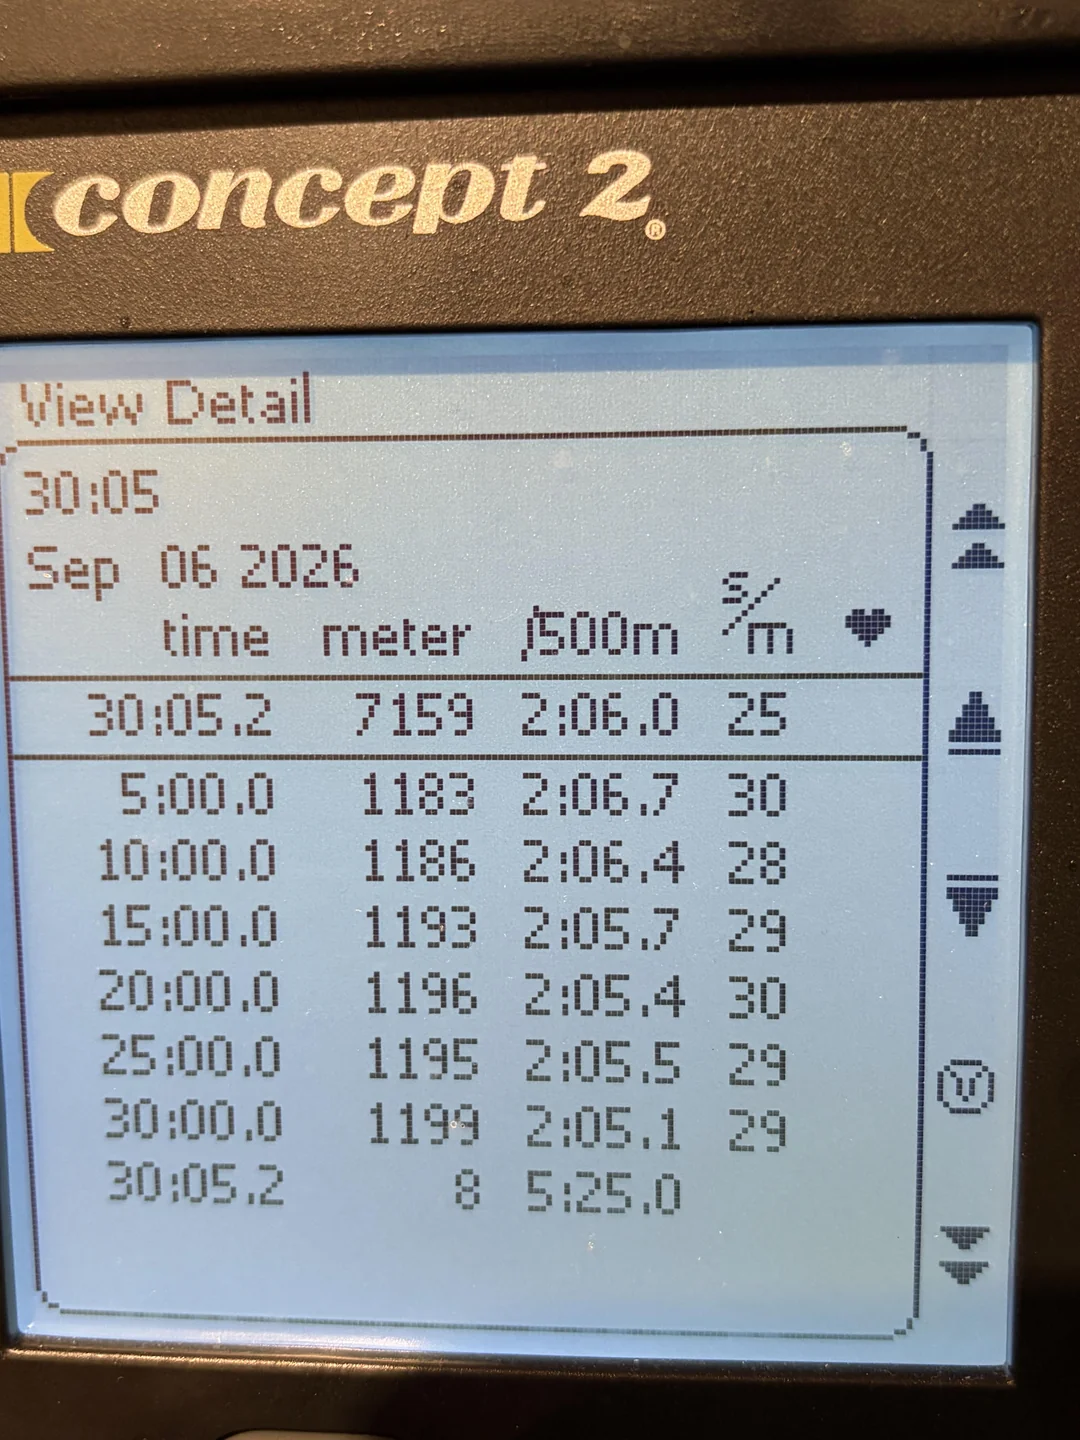 concept 2®
View Detail
30:05
Sep 06 2026
time meter /500m s/m ♥
30:05.2 7159 2:06.0 25
5:00.0 1183 2:06.7 30
10:00.0 1186 2:06.4 28
15:00.0 1193 2:05.7 29
20:00.0 1196 2:05.4 30
25:00.0 1195 2:05.5 29
30:00.0 1199 2:05.1 29
30:05.2 8 5:25.0